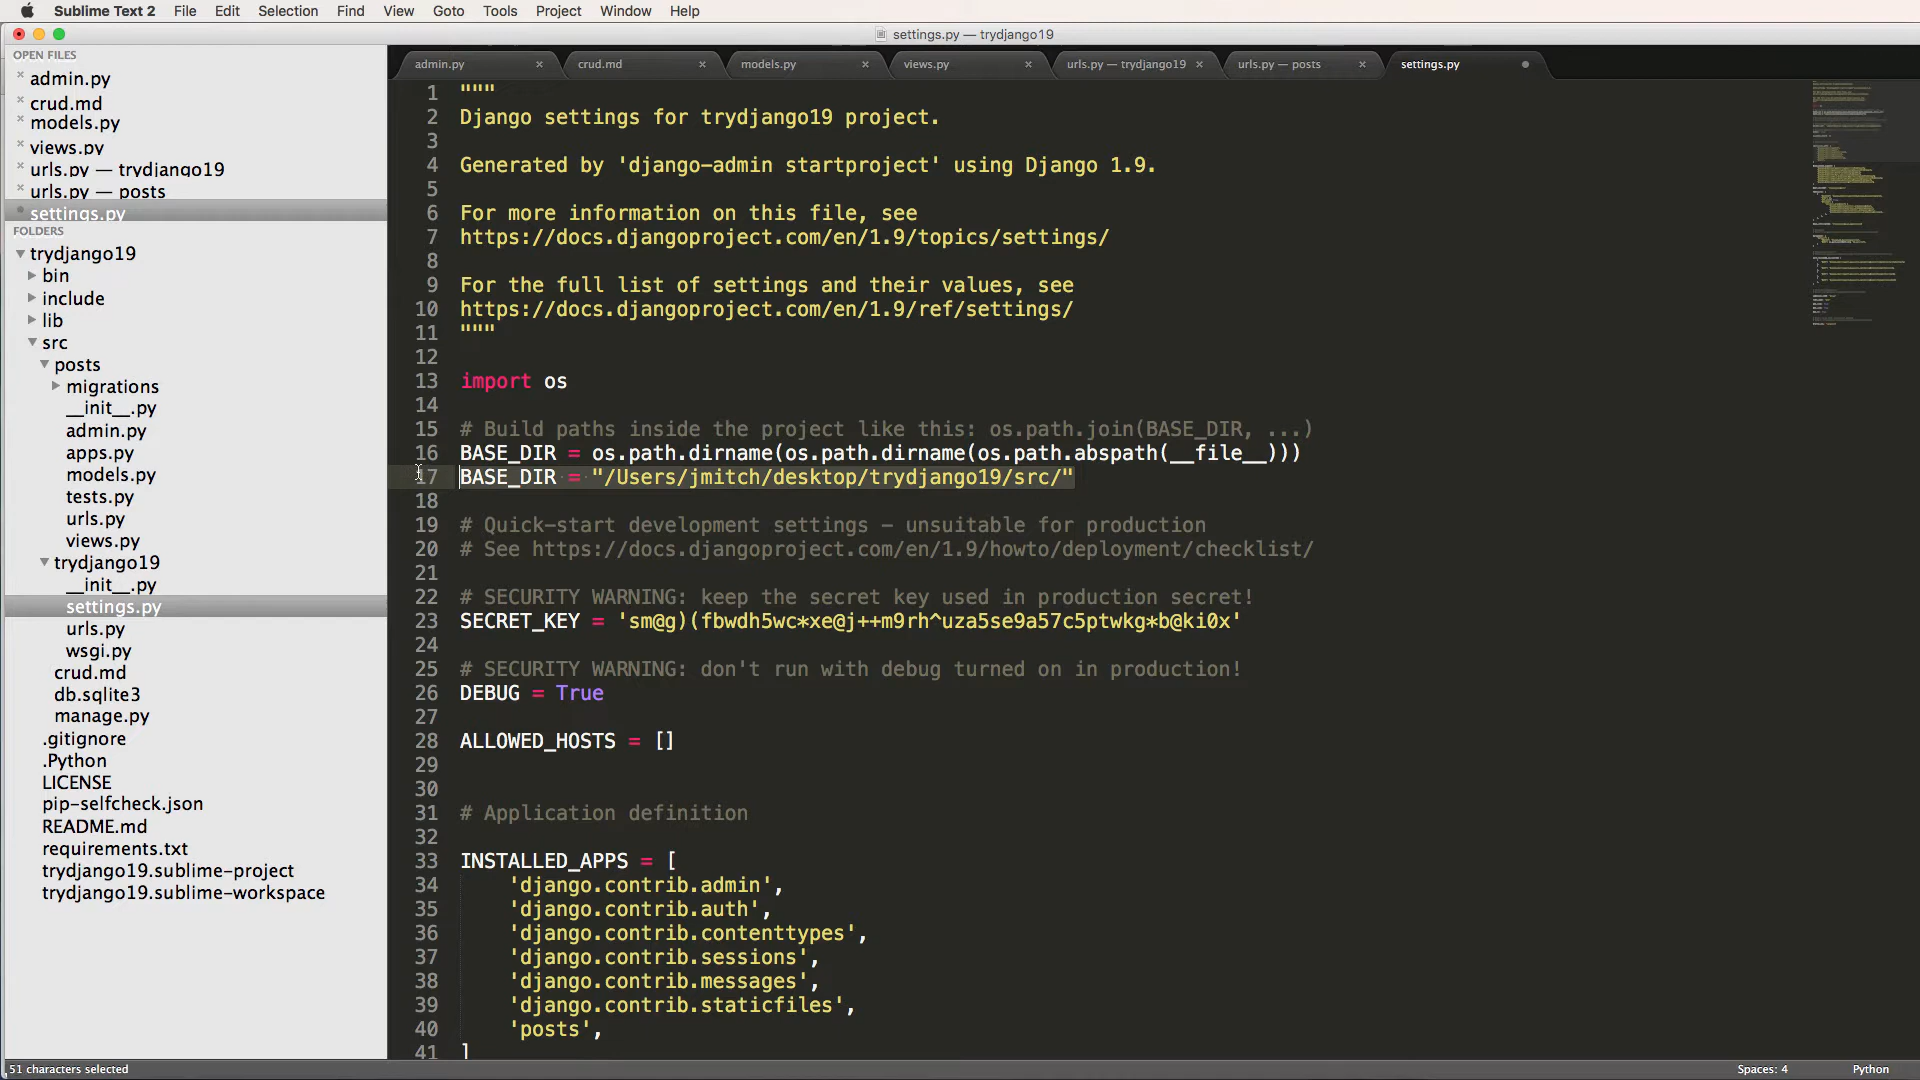 Sublime Text 2 File Edit Selection Find View Goto Tools Project Window Help
settings.py — trydjango19
OPEN FILES
admin.py
crud.md
models.py
views.py
urls.py — trydjango19
urls.py — posts
settings.py
FOLDERS
trydjango19
bin
include
lib
src
posts
migrations
__init__.py
admin.py
apps.py
models.py
tests.py
urls.py
views.py
trydjango19
__init__.py
settings.py
urls.py
wsgi.py
crud.md
db.sqlite3
manage.py
.gitignore
.Python
LICENSE
pip-selfcheck.json
README.md
requirements.txt
trydjango19.sublime-project
trydjango19.sublime-workspace
admin.py crud.md models.py views.py urls.py — trydjango19 urls.py — posts settings.py
1 """
2 Django settings for trydjango19 project.
3
4 Generated by 'django-admin startproject' using Django 1.9.
5
6 For more information on this file, see
7 https://docs.djangoproject.com/en/1.9/topics/settings/
8
9 For the full list of settings and their values, see
10 https://docs.djangoproject.com/en/1.9/ref/settings/
11 """
12
13 import os
14
15 # Build paths inside the project like this: os.path.join(BASE_DIR, ...)
16 BASE_DIR = os.path.dirname(os.path.dirname(os.path.abspath(__file__)))
17 BASE_DIR = "/Users/jmitch/desktop/trydjango19/src/"
18
19 # Quick-start development settings - unsuitable for production
20 # See https://docs.djangoproject.com/en/1.9/howto/deployment/checklist/
21
22 # SECURITY WARNING: keep the secret key used in production secret!
23 SECRET_KEY = 'sm@g)(fbwdh5wc*xe@j++m9rh^uza5se9a57c5ptwkg*b@ki0x'
24
25 # SECURITY WARNING: don't run with debug turned on in production!
26 DEBUG = True
27
28 ALLOWED_HOSTS = []
29
30
31 # Application definition
32
33 INSTALLED_APPS = [
34 'django.contrib.admin',
35 'django.contrib.auth',
36 'django.contrib.contenttypes',
37 'django.contrib.sessions',
38 'django.contrib.messages',
39 'django.contrib.staticfiles',
40 'posts',
41 ]
51 characters selected Spaces: 4 Python